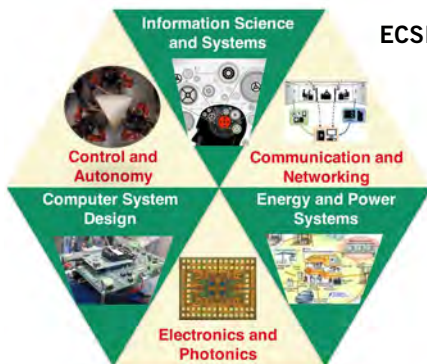 Information Science
and Systems
ECSI
Control and
Autonomy
Communication and
Networking
Computer System
Design
Energy and Power
Systems
Electronics and
Photonics